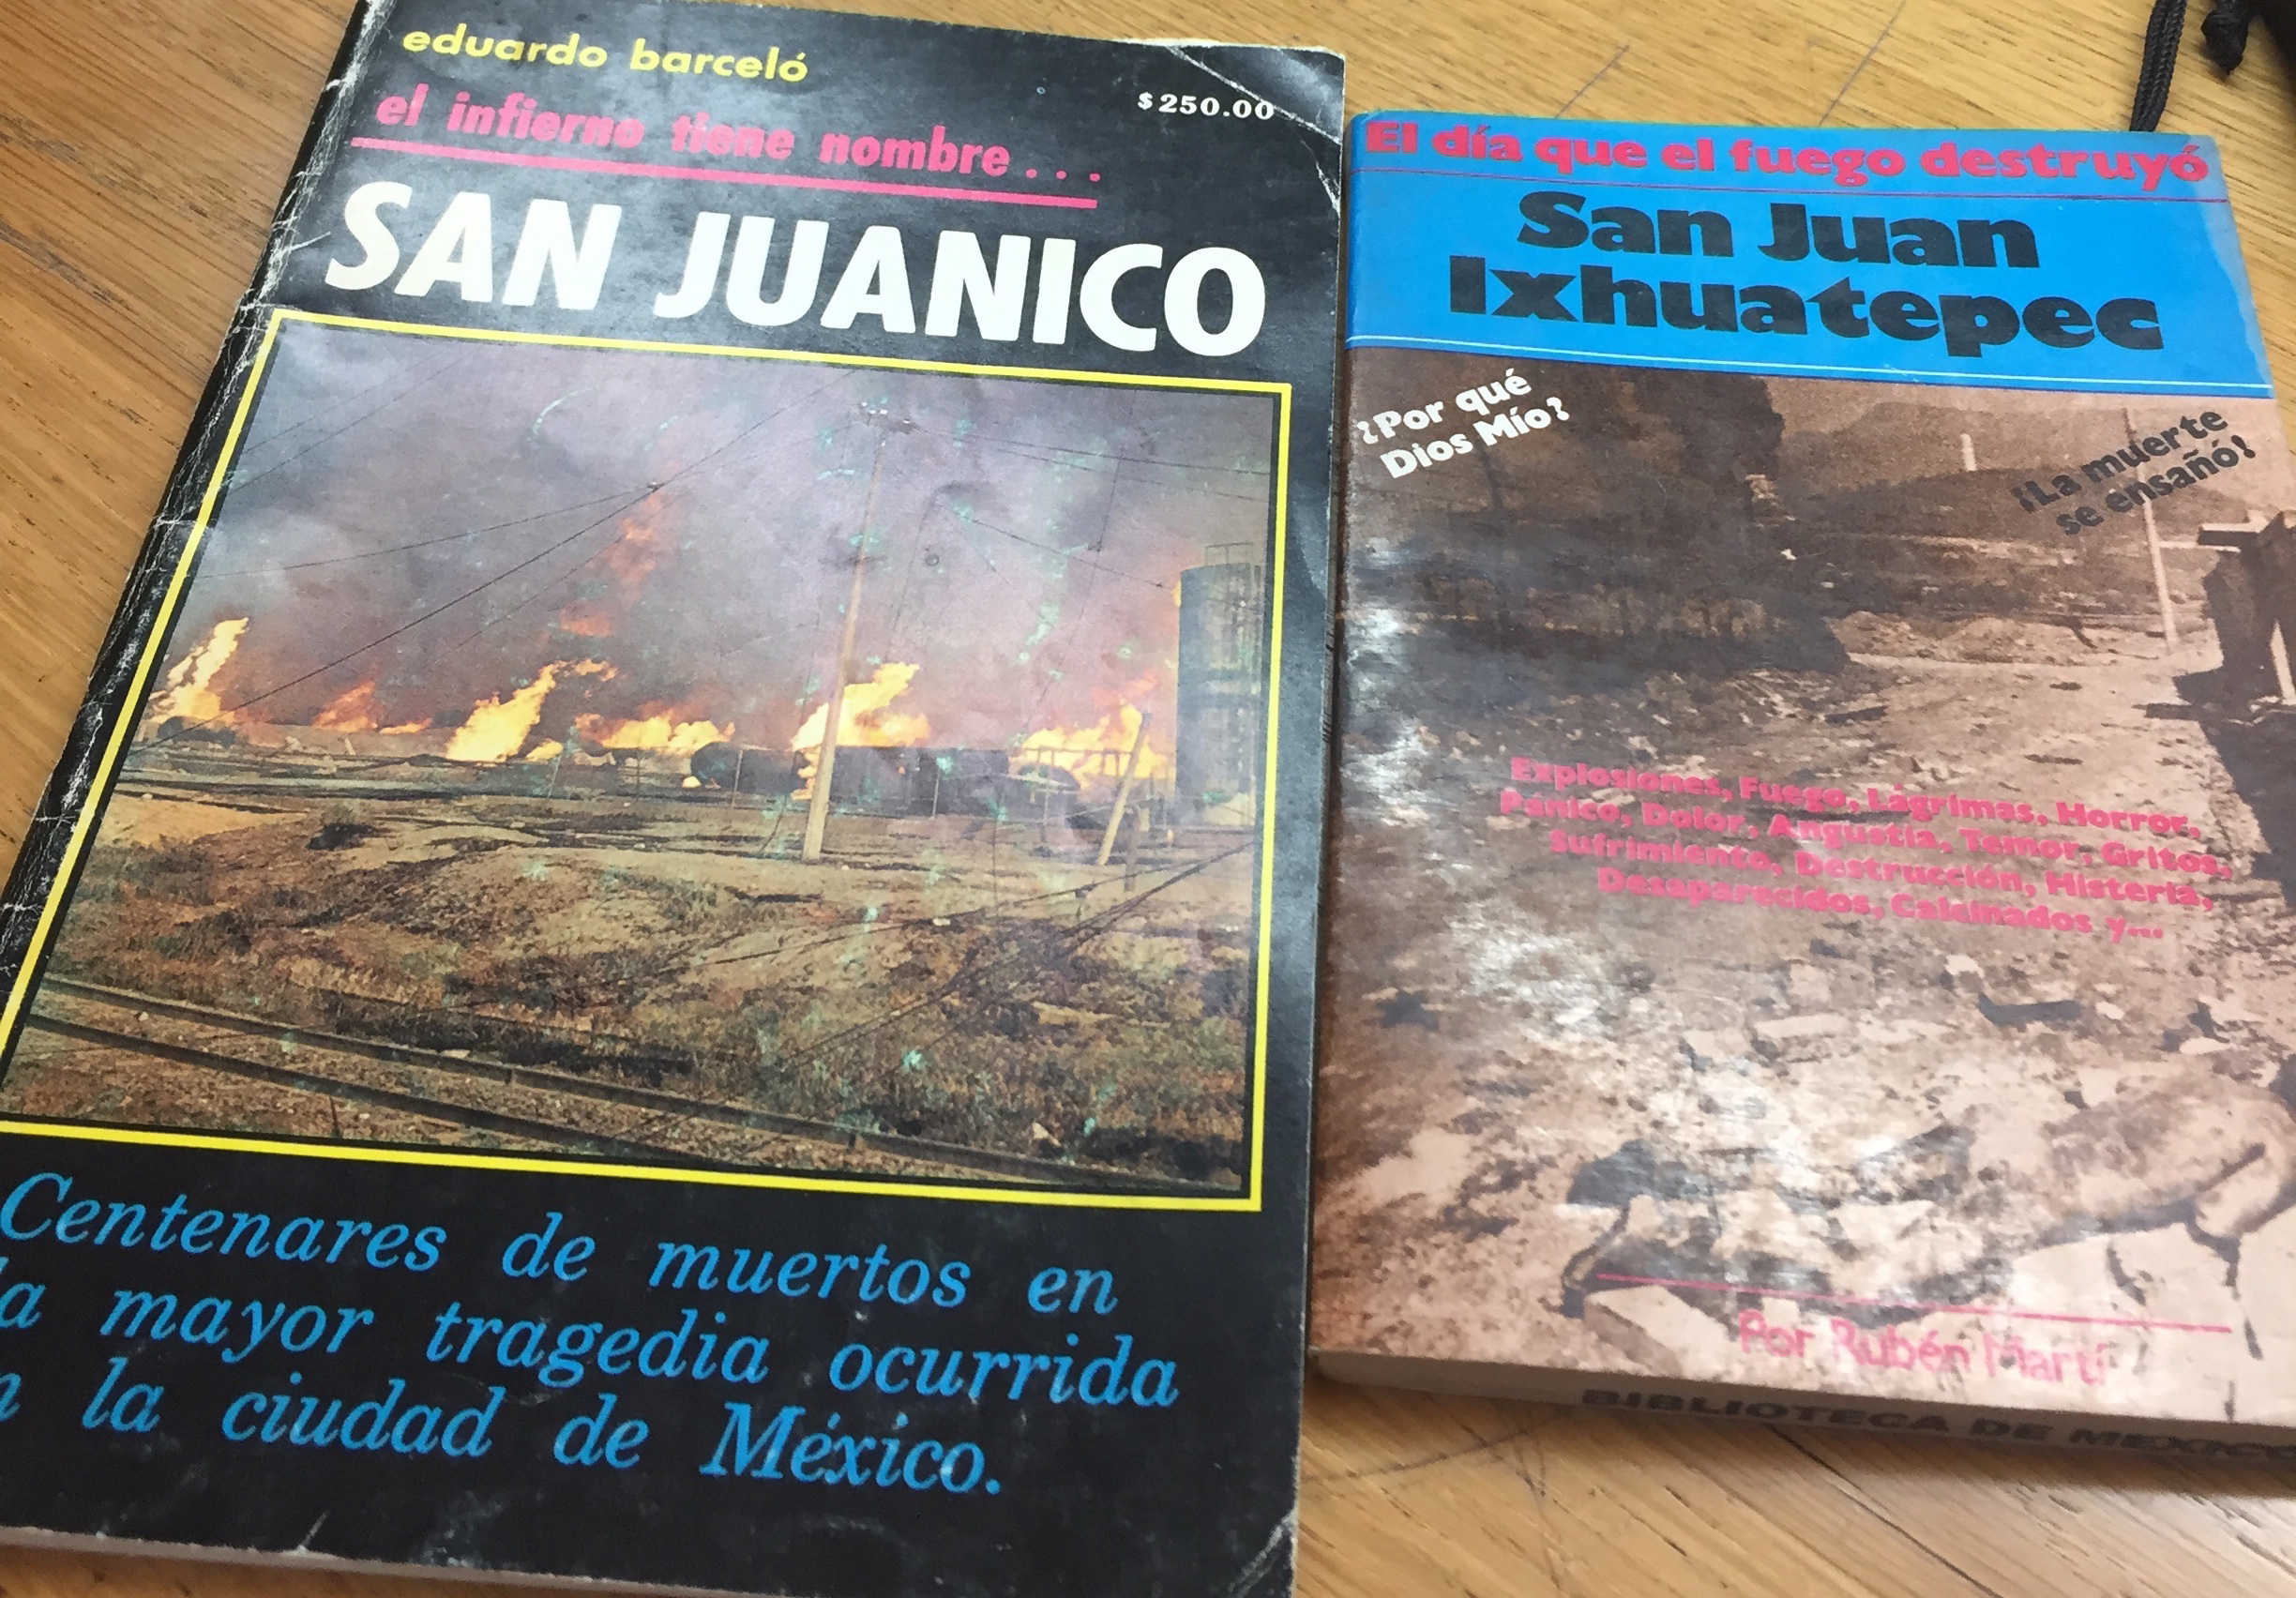 eduardo barceló
$250.00
el infierno tiene nombre...
SAN JUANICO
Centenares de muertos en
la mayor tragedia ocurrida
la ciudad de México.
El día que el fuego destruyó
San Juan
Ixhuatepec
¿Por qué
Dios Mío?
¡La muerte
se ensañó!
Explosiones, Fuego, Lágrimas, Horror,
Pánico, Dolor, Angustia, Temor, Gritos,
Sufrimiento, Destrucción, Histeria,
Desaparecidos, Calcinados y...
Por Rubén Martí
BIBLIOTECA DE